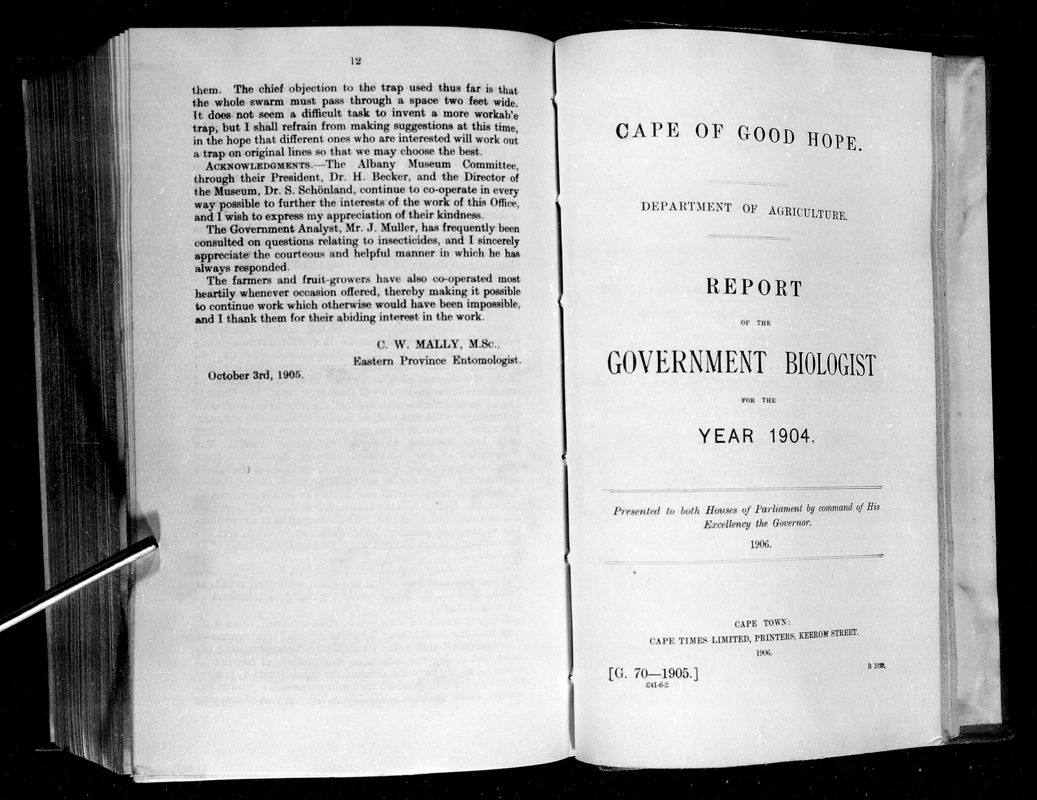 12
them. The chief objection to the trap used thus far is that
the whole swarm must pass through a space two feet wide.
It does not seem a difficult task to invent a more workab'e
trap, but I shall refrain from making suggestions at this time,
in the hope that different ones who are interested will work out
a trap on original lines so that we may choose the best.
ACKNOWLEDGMENTS.—The Albany Museum Committee,
through their President, Dr. H. Becker, and the Director of
the Museum, Dr. S. Schönland, continue to co-operate in every
way possible to further the interests of the work of this Office,
and I wish to express my appreciation of their kindness.
The Government Analyst, Mr. J. Muller, has frequently been
consulted on questions relating to insecticides, and I sincerely
appreciate the courteous and helpful manner in which he has
always responded.
The farmers and fruit-growers have also co-operated most
heartily whenever occasion offered, thereby making it possible
to continue work which otherwise would have been impossible,
and I thank them for their abiding interest in the work.
C. W. MALLY, M.Sc.,
Eastern Province Entomologist.
October 3rd, 1905.
CAPE OF GOOD HOPE.
DEPARTMENT OF AGRICULTURE.
REPORT
OF THE
GOVERNMENT BIOLOGIST
FOR THE
YEAR 1904.
Presented to both Houses of Parliament by command of His
Excellency the Governor.
1906.
CAPE TOWN:
CAPE TIMES LIMITED, PRINTERS, KEEROM STREET.
1906.
[G. 70—1905.]
£41-6-2